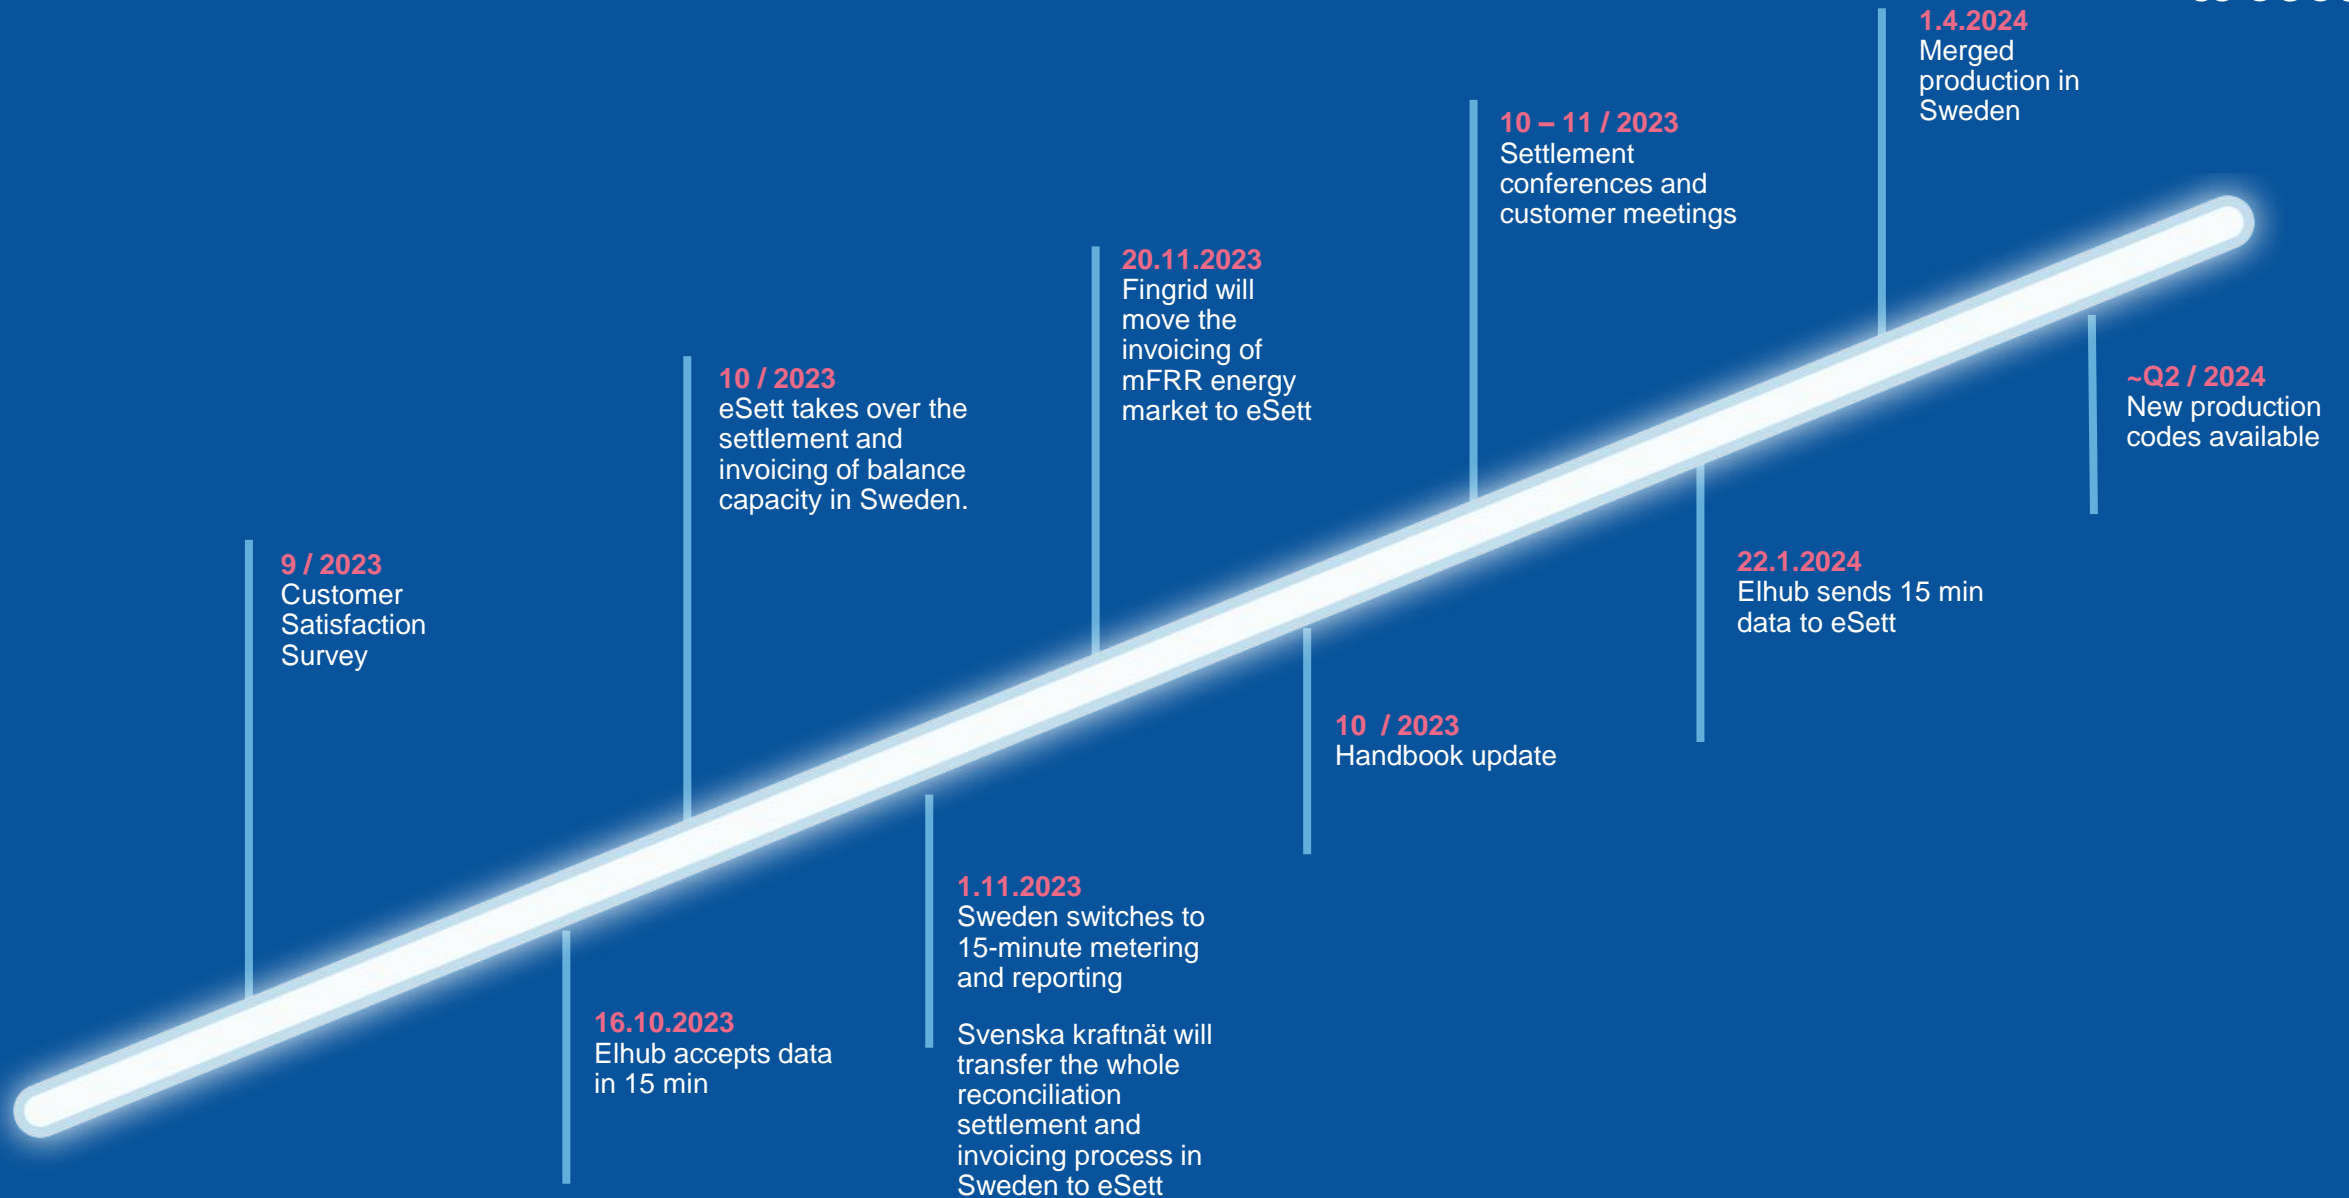 1.4.2024
Merged
production in
Sweden
10 – 11 / 2023
Settlement
conferences and
customer meetings
20.11.2023
Fingrid will
move the
invoicing of
mFRR energy
market to eSett
10 / 2023
eSett takes over the
settlement and
invoicing of balance
capacity in Sweden.
~Q2 / 2024
New production
codes available
9 / 2023
Customer
Satisfaction
Survey
22.1.2024
Elhub sends 15 min
data to eSett
10  / 2023
Handbook update
1.11.2023
Sweden switches to
15-minute metering
and reporting
Svenska kraftnät will
transfer the whole
reconciliation
settlement and
invoicing process in
Sweden to eSett
16.10.2023
Elhub accepts data
in 15 min